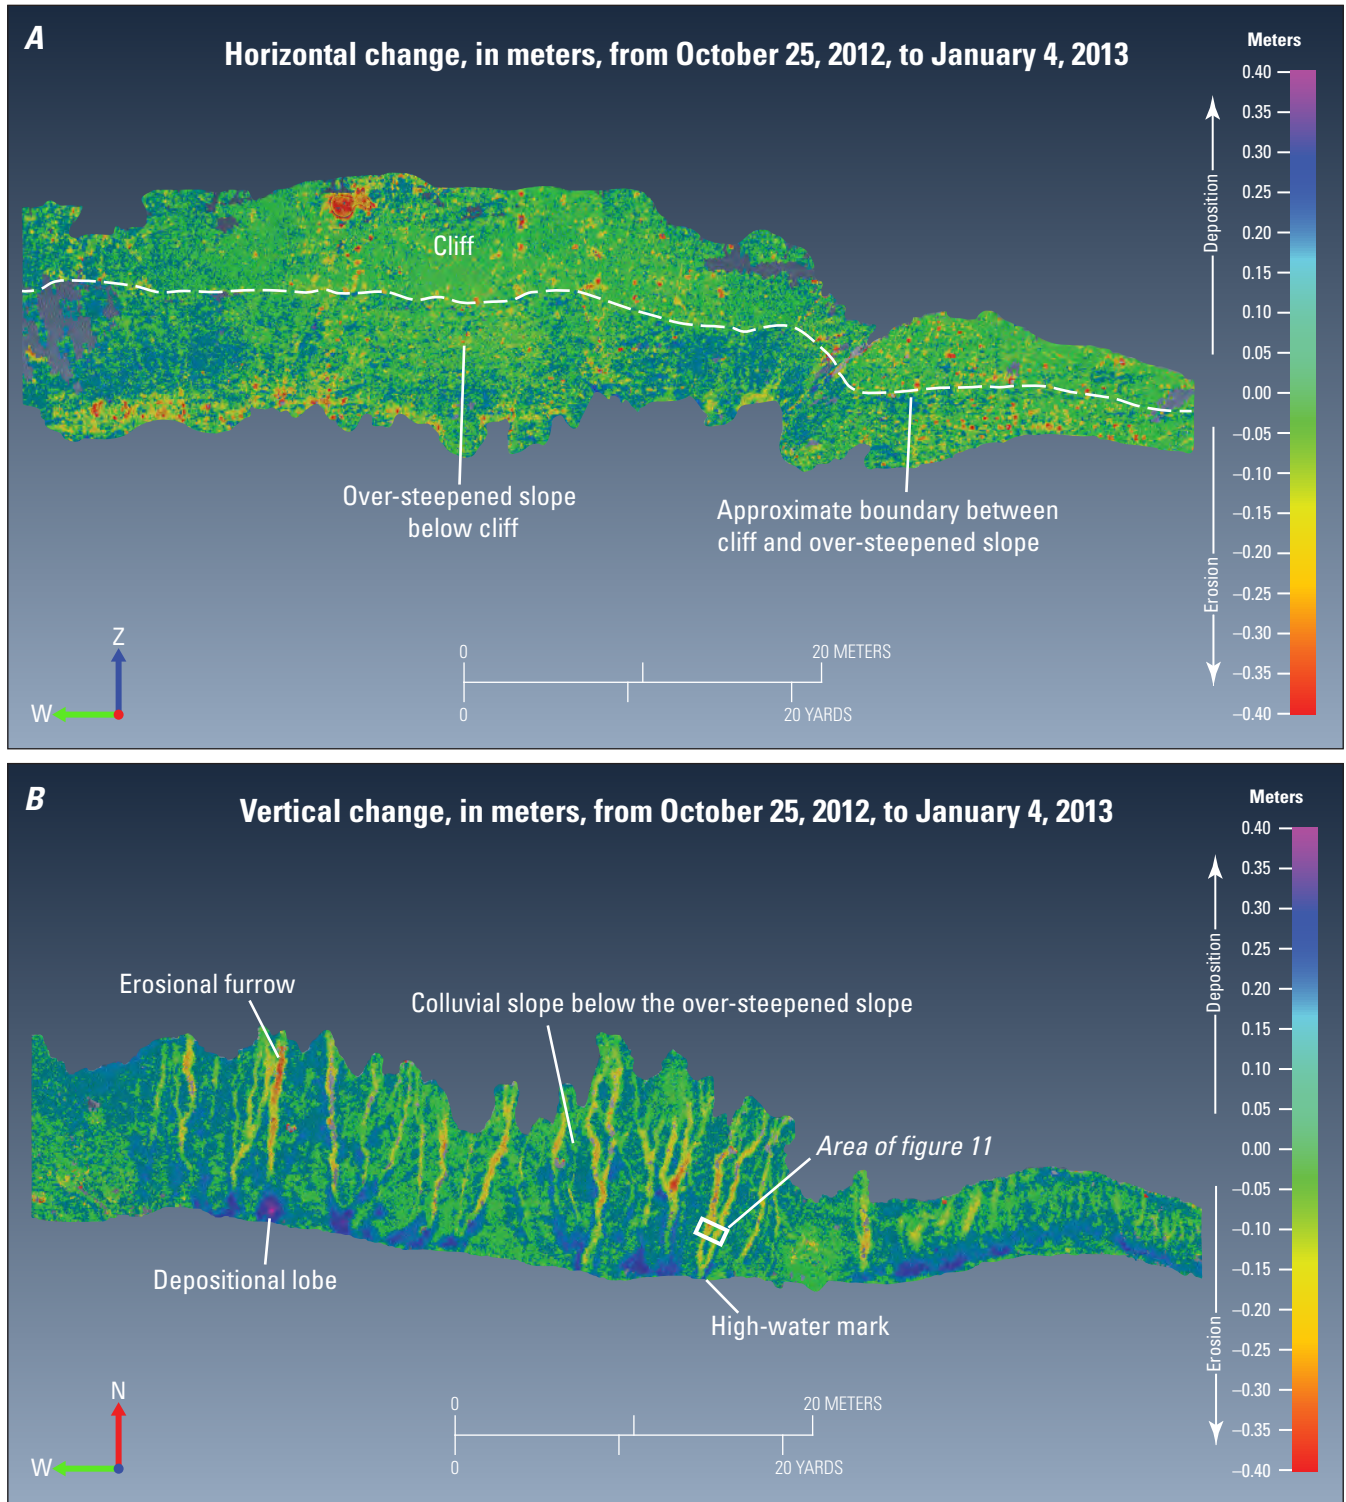 A
Horizontal change, in meters, from October 25, 2012, to January 4, 2013
Meters
0.40
0.35
0.30
0.25
0.20
0.15
0.10
0.05
0.00
–0.05
–0.10
–0.15
–0.20
–0.25
–0.30
–0.35
–0.40
Deposition
Erosion
Cliff
Over-steepened slope
below cliff
Approximate boundary between
cliff and over-steepened slope
Z
W
0
20 METERS
0
20 YARDS
B
Vertical change, in meters, from October 25, 2012, to January 4, 2013
Meters
0.40
0.35
0.30
0.25
0.20
0.15
0.10
0.05
0.00
–0.05
–0.10
–0.15
–0.20
–0.25
–0.30
–0.35
–0.40
Deposition
Erosion
Erosional furrow
Colluvial slope below the over-steepened slope
Area of figure 11
Depositional lobe
High-water mark
N
W
0
20 METERS
0
20 YARDS